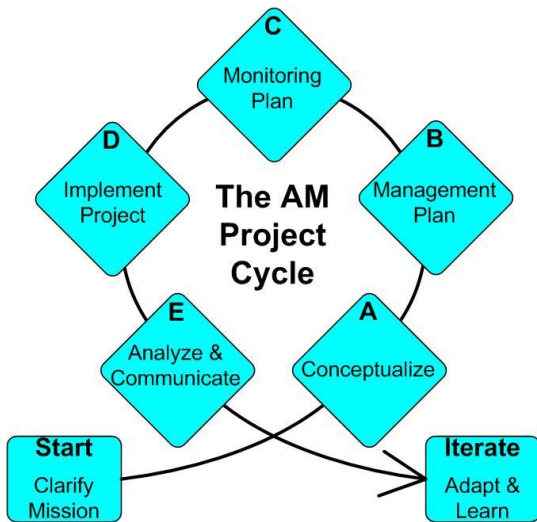 C
Monitoring
Plan
D
Implement
Project
B
Management
Plan
The AM
Project
Cycle
E
Analyze &
Communicate
A
Conceptualize
Start
Clarify
Mission
Iterate
Adapt &
Learn